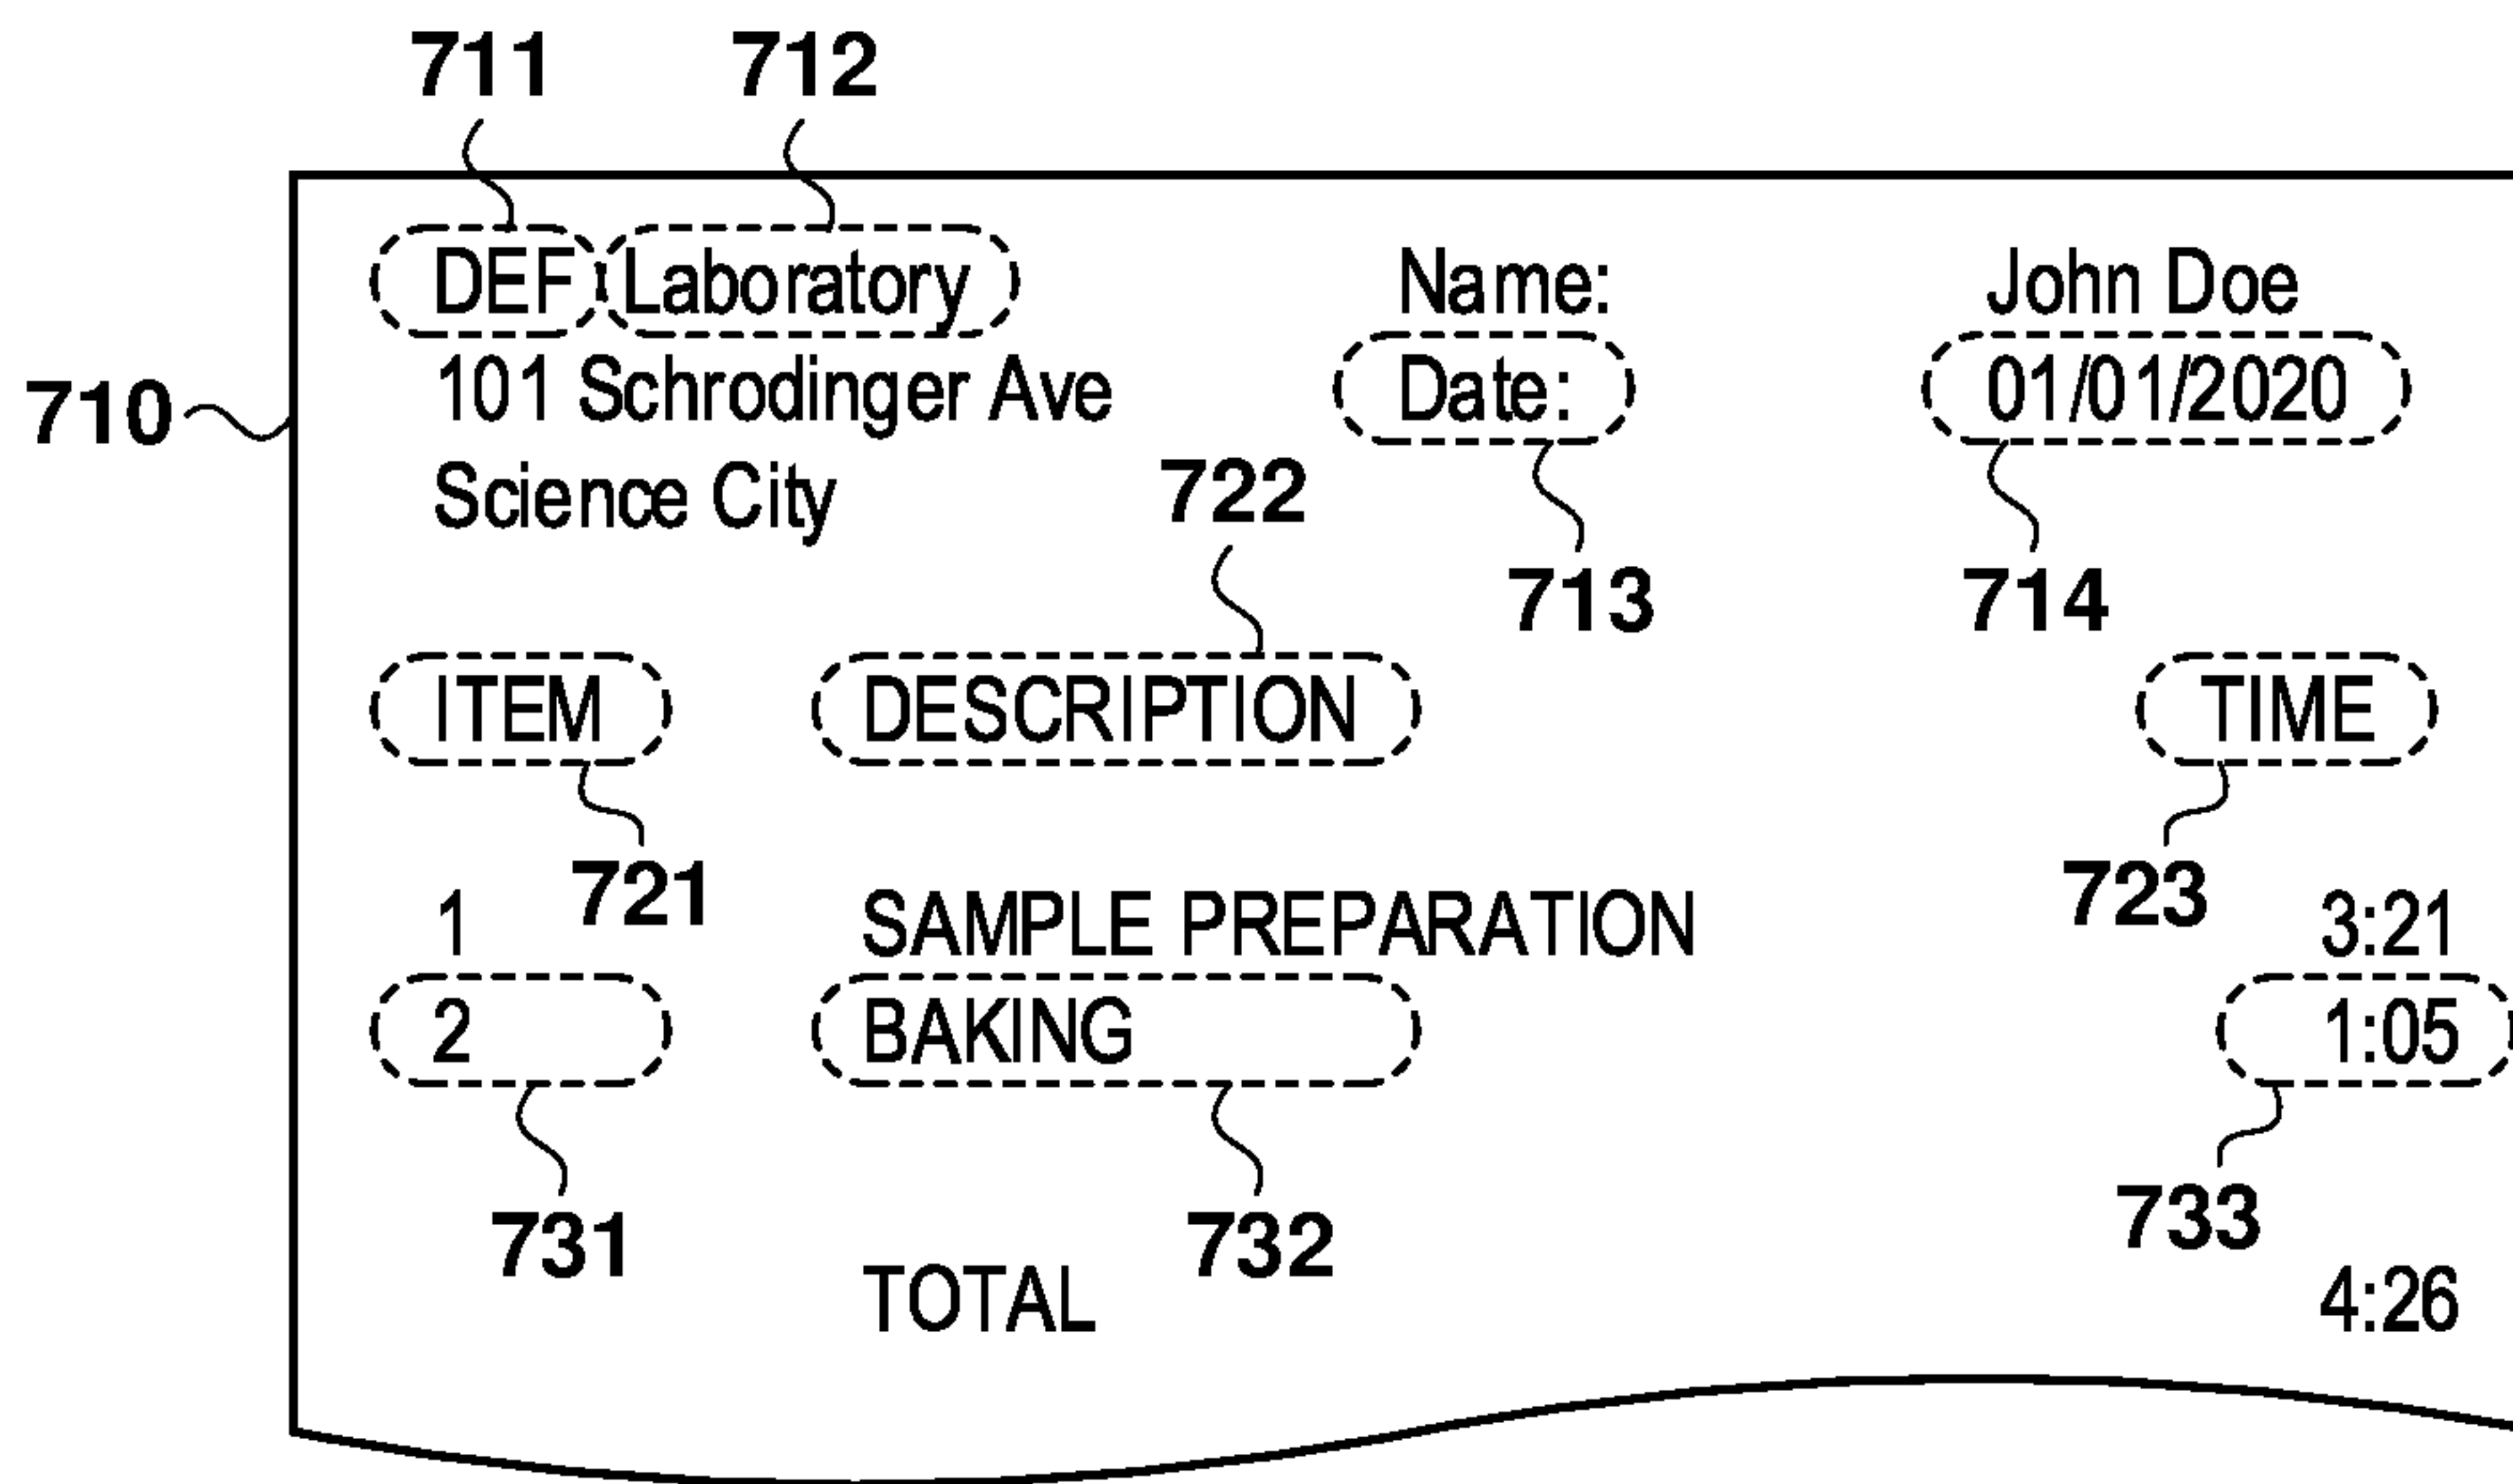 711 712
DEF Laboratory Name: John Doe
710 101 Schrodinger Ave Date: 01/01/2020
Science City 722
713 714
ITEM DESCRIPTION TIME
721 723
1 SAMPLE PREPARATION 3:21
2 BAKING 1:05
731 732 733
TOTAL 4:26